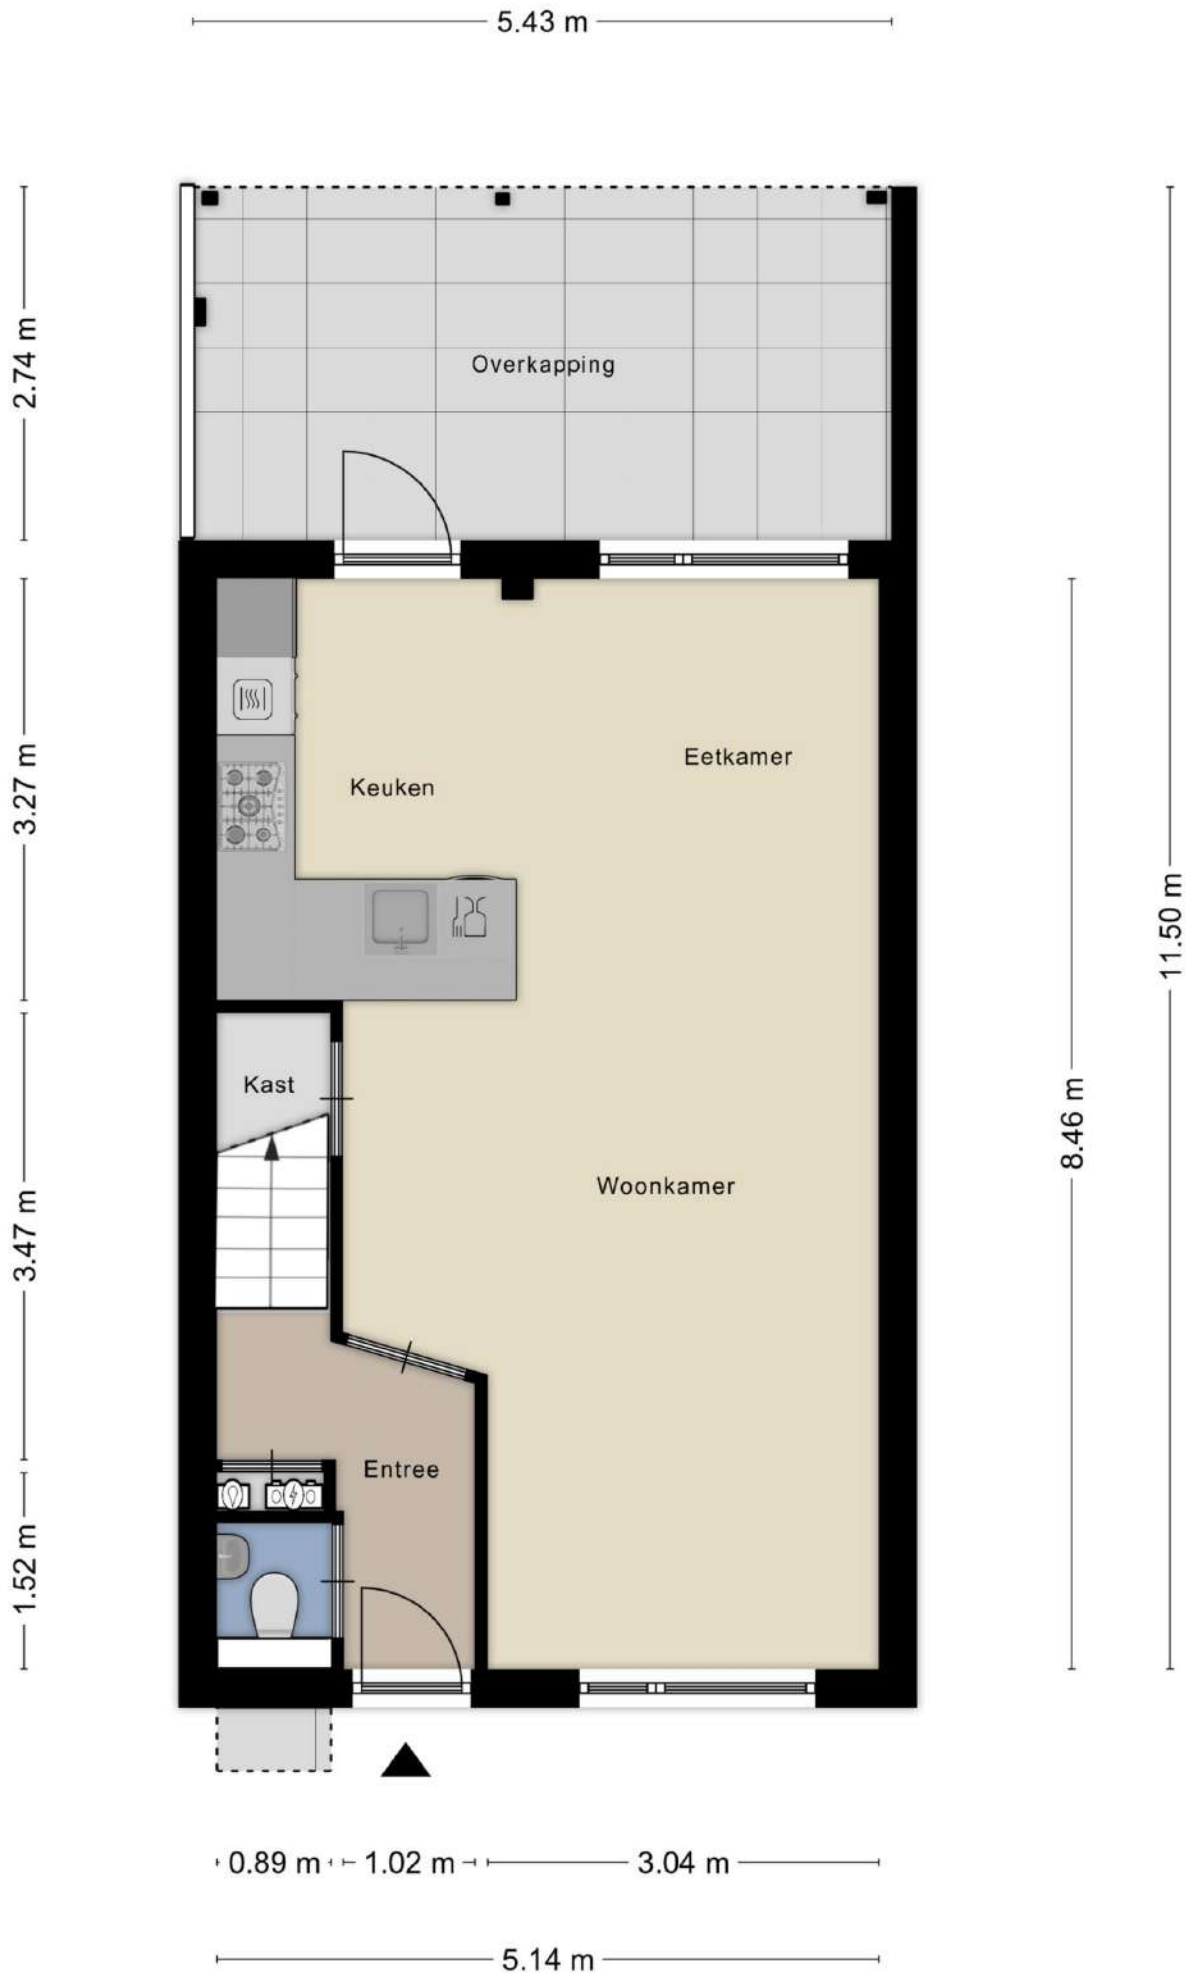 5.43 m
2.74 m
Overkapping
3.27 m
Eetkamer
Keuken
11.50 m
8.46 m
Kast
Woonkamer
3.47 m
Entree
1.52 m
0.89 m 1.02 m 3.04 m
5.14 m